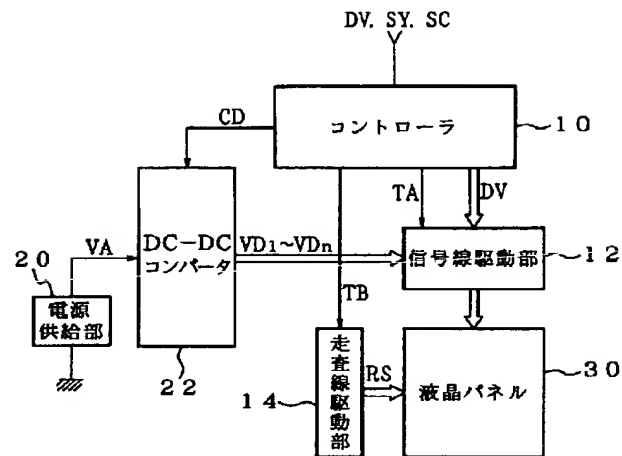 DV. SY. SC
CD
コントローラ
10
TA
DV
20
VA
DC-DC
コンバータ
VD1~VDn
信号線駆動部
12
電源
供給部
22
TB
14
走査線駆動部
RS
液晶パネル
30